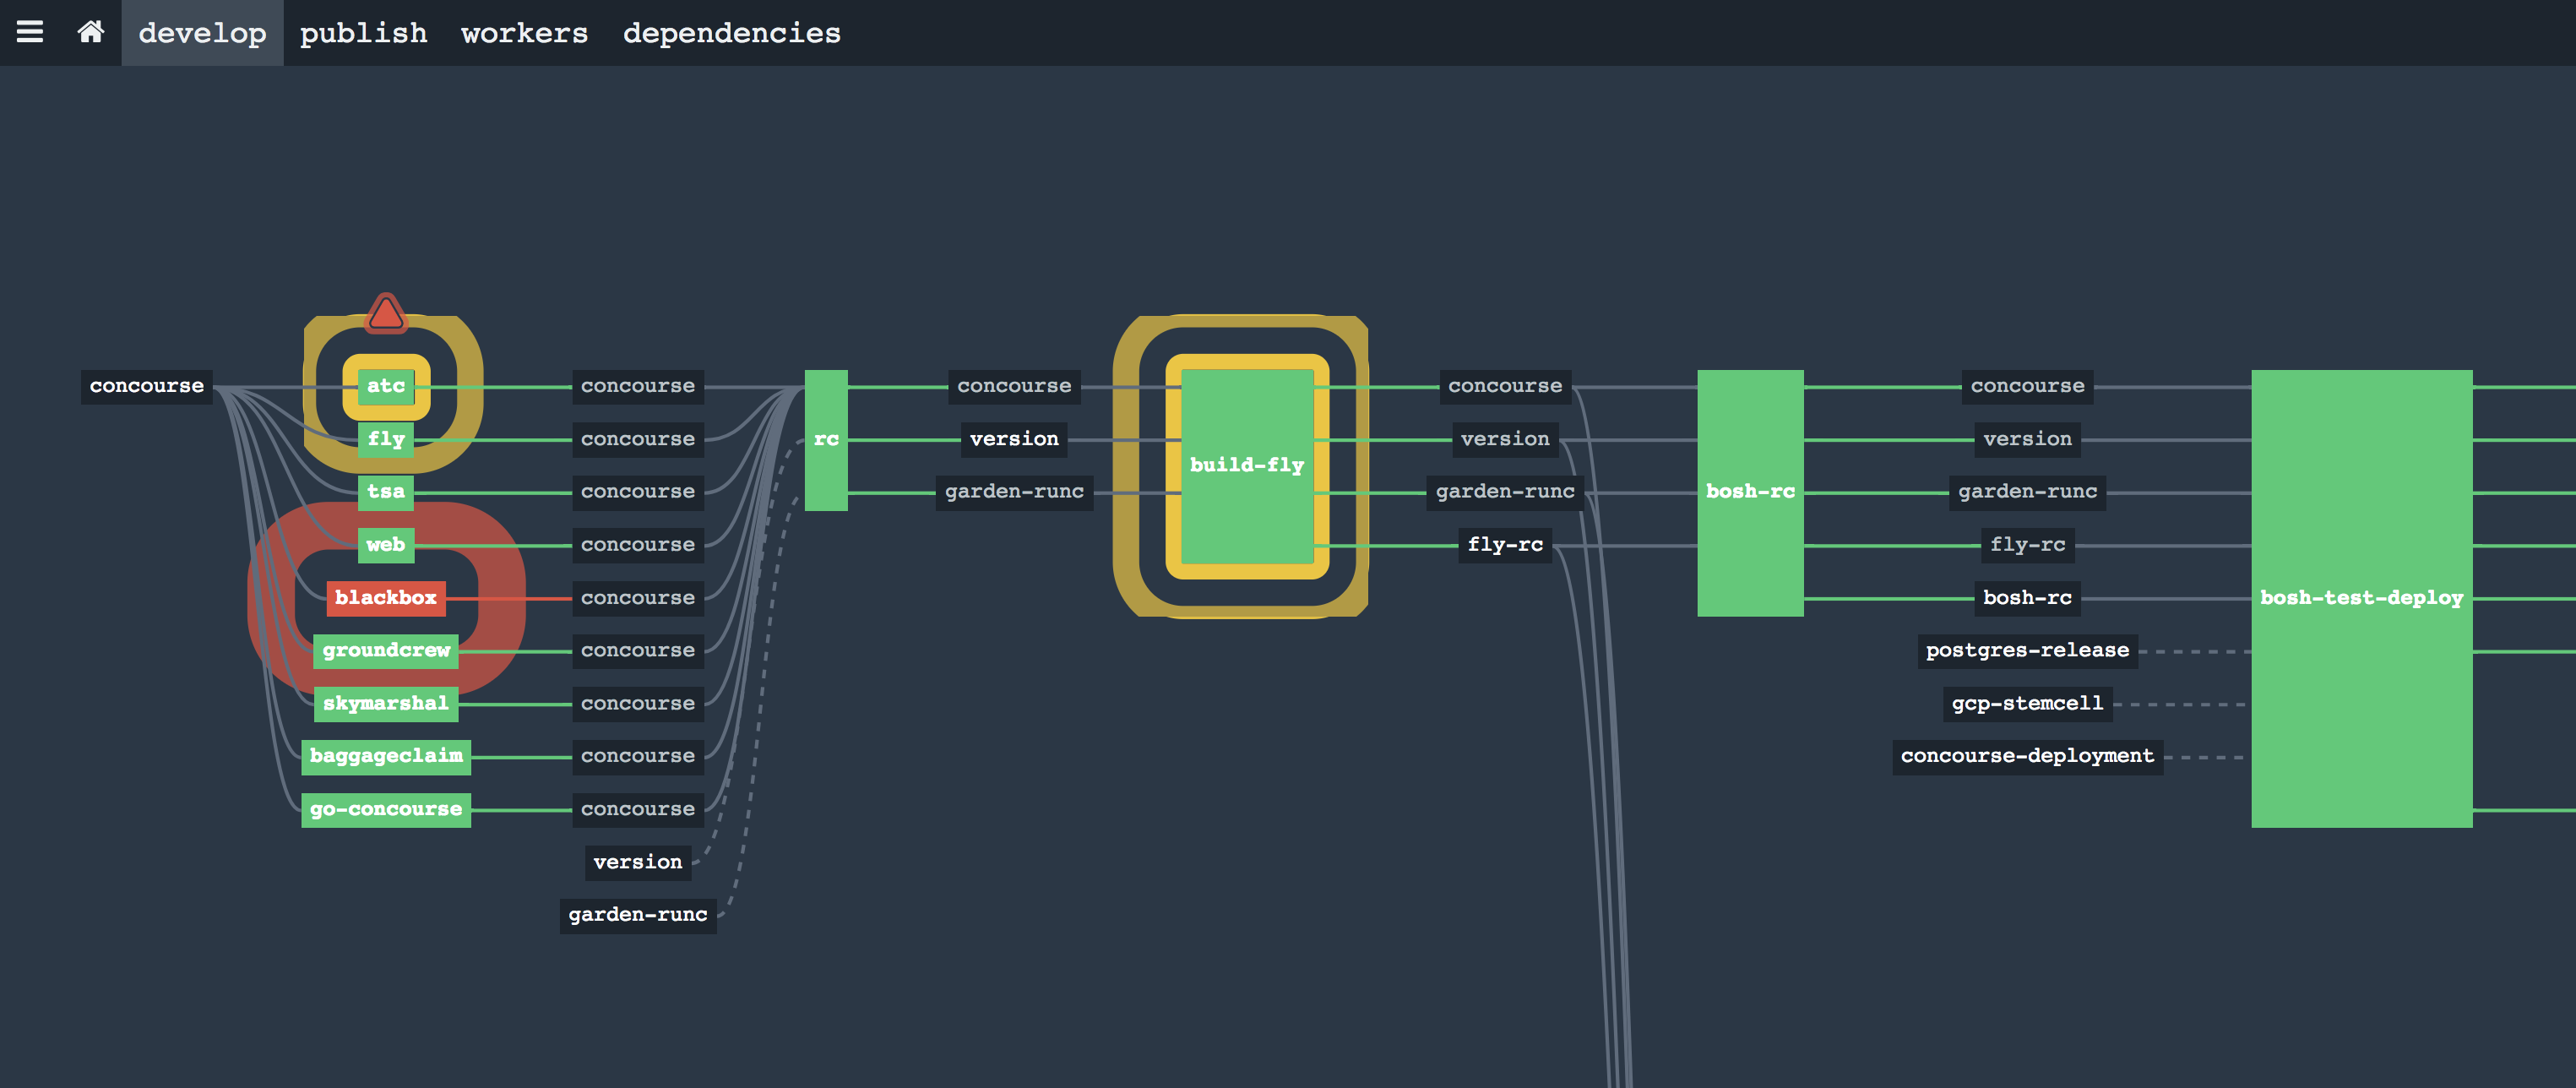 develop publish workers dependencies
concourse atc concourse rc concourse build-fly concourse bosh-rc concourse bosh-test-deploy
fly concourse version version version
tsa concourse garden-runc garden-runc garden-runc
web concourse fly-rc fly-rc
blackbox concourse bosh-rc
groundcrew concourse postgres-release
skymarshal concourse gcp-stemcell
baggageclaim concourse concourse-deployment
go-concourse concourse
version
garden-runc